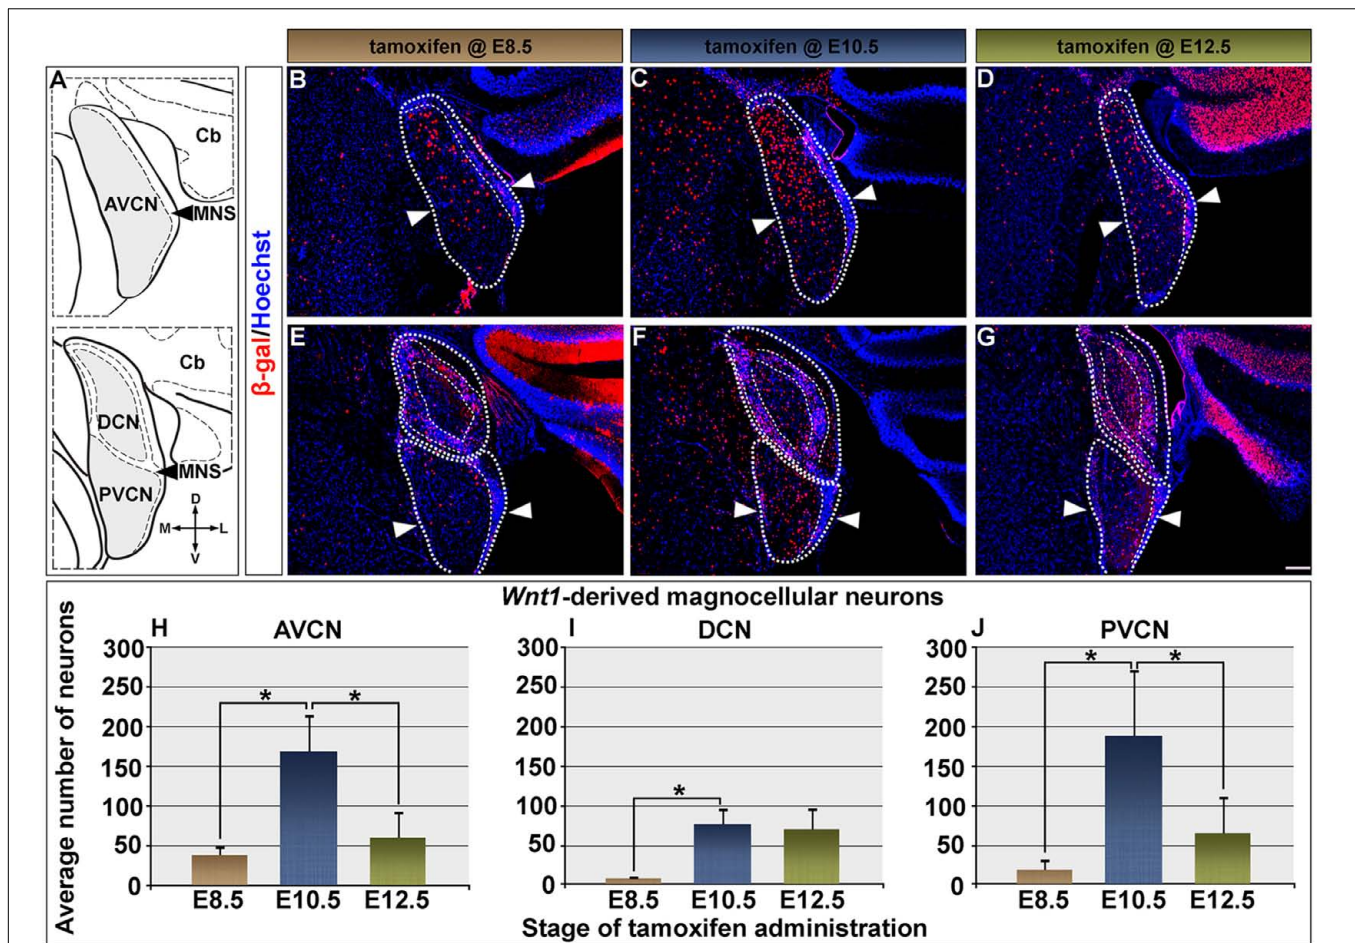 tamoxifen @ E8.5
tamoxifen @ E10.5
tamoxifen @ E12.5
A
Cb
AVCN
MNS
Cb
DCN
MNS
PVCN
D
M L
V
β-gal/Hoechst
B
C
D
E
F
G
Wnt1-derived magnocellular neurons
Average number of neurons
H
AVCN
300
250
200
150
100
50
0
* *
E8.5 E10.5 E12.5
I
DCN
300
250
200
150
100
50
0
*
E8.5 E10.5 E12.5
J
PVCN
300
250
200
150
100
50
0
* *
E8.5 E10.5 E12.5
Stage of tamoxifen administration